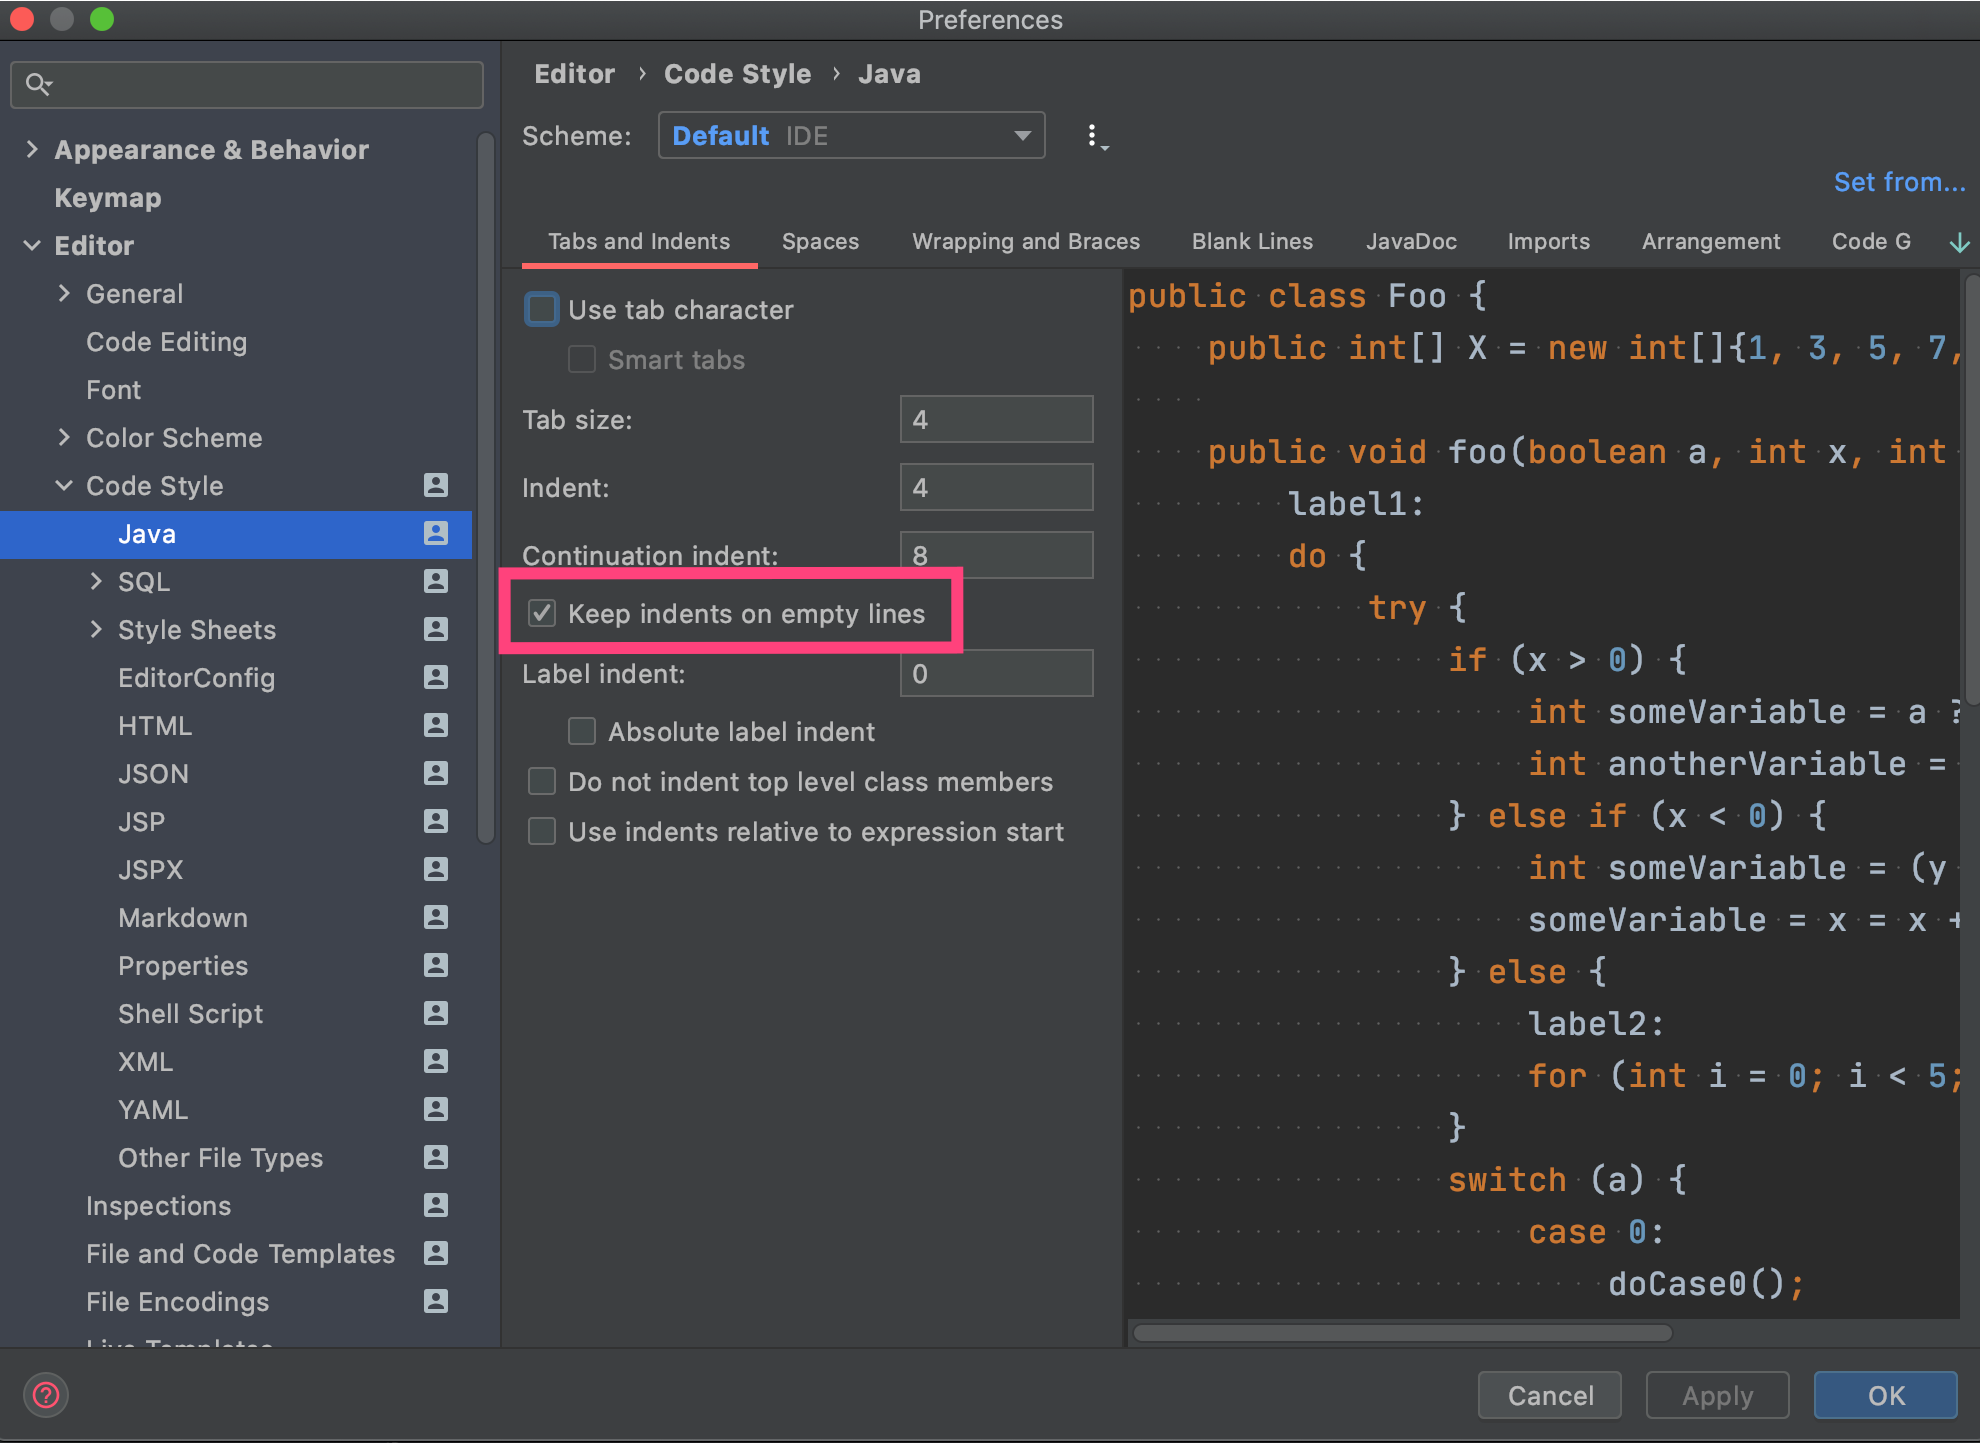 Preferences
Editor › Code Style › Java
Scheme: Default IDE
Set from...
Tabs and Indents Spaces Wrapping and Braces Blank Lines JavaDoc Imports Arrangement Code G
Appearance & Behavior
Keymap
Editor
General
Code Editing
Font
Color Scheme
Code Style
Java
SQL
Style Sheets
EditorConfig
HTML
JSON
JSP
JSPX
Markdown
Properties
Shell Script
XML
YAML
Other File Types
Inspections
File and Code Templates
File Encodings
Live Templates
Use tab character
Smart tabs
Tab size: 4
Indent: 4
Continuation indent: 8
Keep indents on empty lines
Label indent: 0
Absolute label indent
Do not indent top level class members
Use indents relative to expression start
public class Foo {
public int[] X = new int[]{1, 3, 5, 7,
public void foo(boolean a, int x, int
label1:
do {
try {
if (x > 0) {
int someVariable = a ?
int anotherVariable =
} else if (x < 0) {
int someVariable = (y
someVariable = x = x +
} else {
label2:
for (int i = 0; i < 5;
}
switch (a) {
case 0:
doCase0();
? Cancel Apply OK